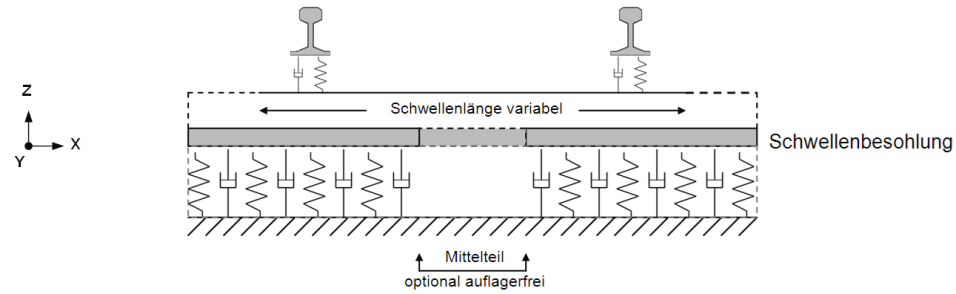 Schwellenlänge variabel
Z
X
Y
Schwellenbesohlung
Mittelteil
optional auflagerfrei